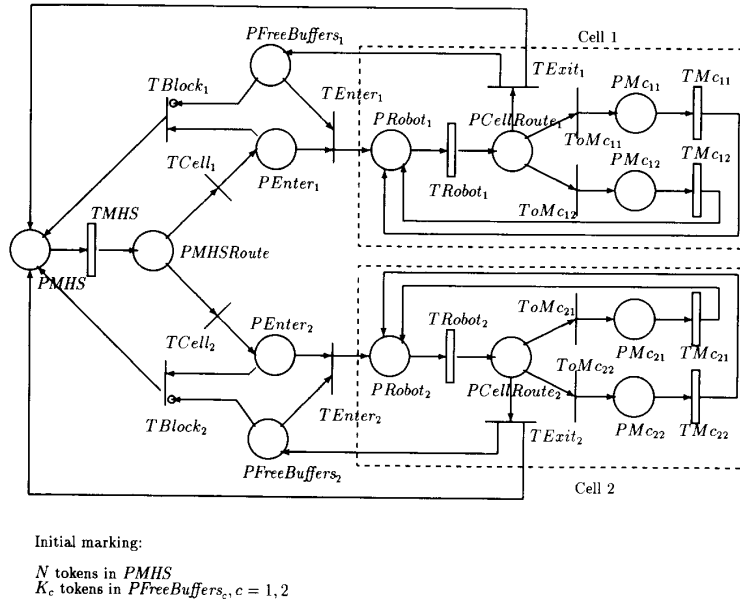 Cell 1
PFreeBuffers₁
TBlock₁
TExit₁
PMc₁₁
TMc₁₁
TEnter₁
PRobot₁
PCellRoute₁
ToMc₁₁
PMc₁₂
TMc₁₂
TCell₁
PEnter₁
TRobot₁
ToMc₁₂
TMHS
PMHSRoute
PMHS
TCell₂
PEnter₂
TRobot₂
ToMc₂₁
PMc₂₁
TMc₂₁
ToMc₂₂
PRobot₂
PCellRoute₂
TEnter₂
TBlock₂
PMc₂₂
TMc₂₂
TExit₂
PFreeBuffers₂
Cell 2
Initial marking:
N tokens in PMHS
K_c tokens in PFreeBuffers_c, c = 1, 2